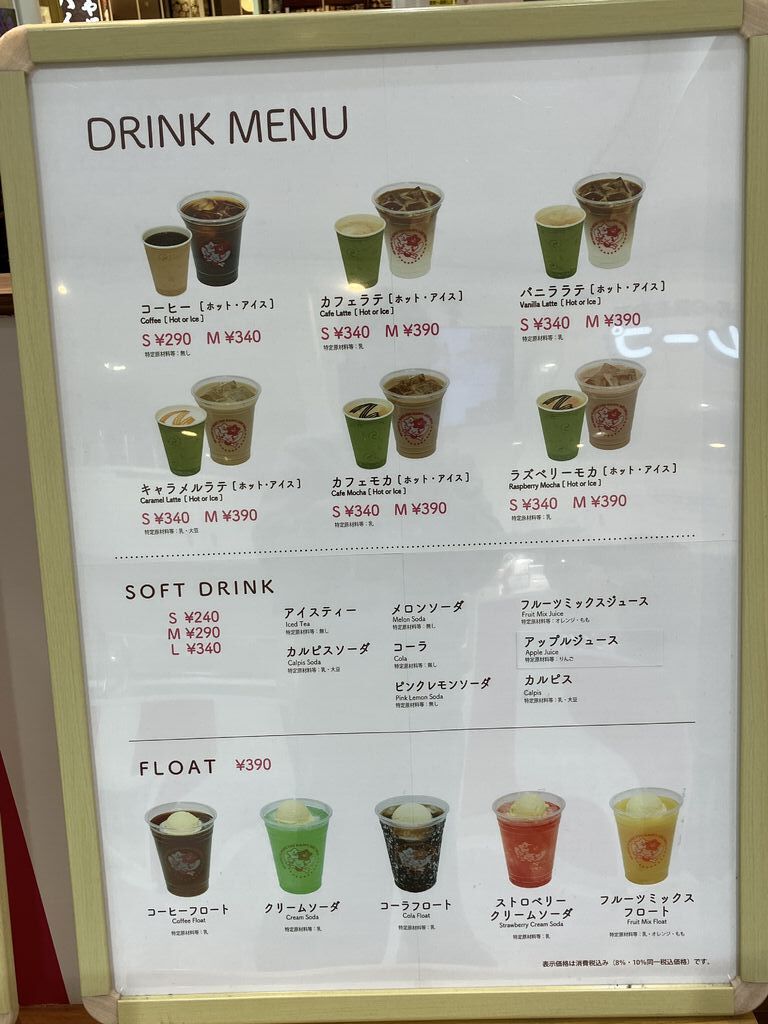 DRINK MENU
コーヒー［ホット・アイス］
Coffee [ Hot or Ice ]
S ¥290 M ¥340
特定原材料等：無し
カフェラテ［ホット・アイス］
Cafe Latte [ Hot or Ice ]
S ¥340 M ¥390
特定原材料等：乳
バニララテ［ホット・アイス］
Vanilla Latte [ Hot or Ice ]
S ¥340 M ¥390
特定原材料等：乳
キャラメルラテ［ホット・アイス］
Caramel Latte [ Hot or Ice ]
S ¥340 M ¥390
特定原材料等：乳・大豆
カフェモカ［ホット・アイス］
Cafe Mocha [ Hot or Ice ]
S ¥340 M ¥390
特定原材料等：乳
ラズベリーモカ［ホット・アイス］
Raspberry Mocha [ Hot or Ice ]
S ¥340 M ¥390
特定原材料等：乳
SOFT DRINK
S ¥240
M ¥290
L ¥340
アイスティー
Iced Tea
特定原材料等：無し
カルピスソーダ
Calpis Soda
特定原材料等：乳・大豆
メロンソーダ
Melon Soda
特定原材料等：無し
コーラ
Cola
特定原材料等：無し
ピンクレモンソーダ
Pink Lemon Soda
特定原材料等：無し
フルーツミックスジュース
Fruit Mix Juice
特定原材料等：オレンジ・もも
アップルジュース
Apple Juice
特定原材料等：りんご
カルピス
Calpis
特定原材料等：乳・大豆
FLOAT ¥390
コーヒーフロート
Coffee Float
特定原材料等：乳
クリームソーダ
Cream Soda
特定原材料等：乳
コーラフロート
Cola Float
特定原材料等：乳
ストロベリー
クリームソーダ
Strawberry Cream Soda
特定原材料等：乳
フルーツミックス
フロート
Fruit Mix Float
特定原材料等：乳・オレンジ・もも
表示価格は消費税込み（8%・10%同一税込価格）です。